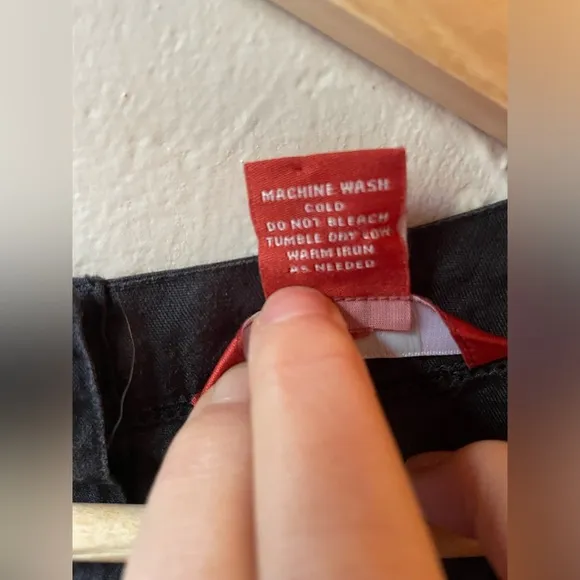 MACHINE WASH
COLD
DO NOT BLEACH
TUMBLE DRY LOW
WARM IRON
AS NEEDED